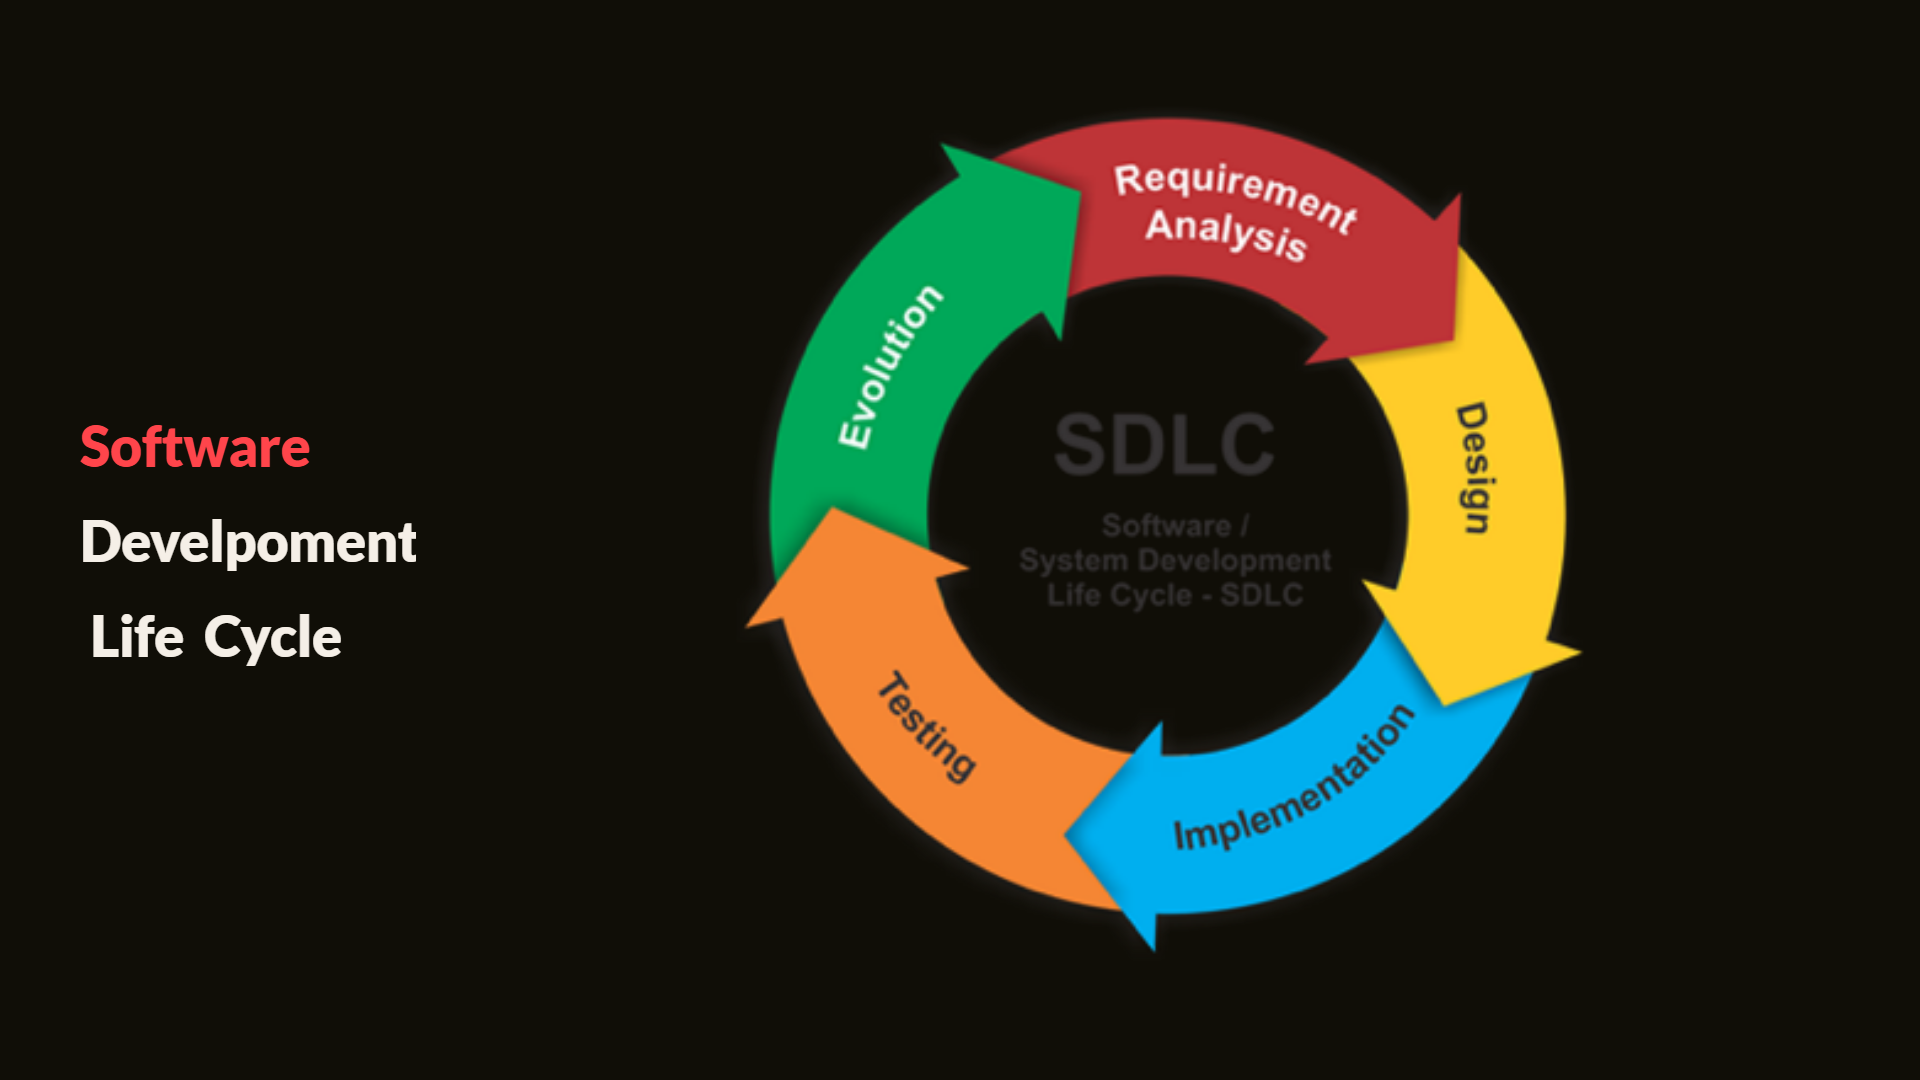 Software
Develpoment
Life Cycle
Requirement
Analysis
Design
Implementation
Testing
Evolution
SDLC
Software /
System Development
Life Cycle - SDLC